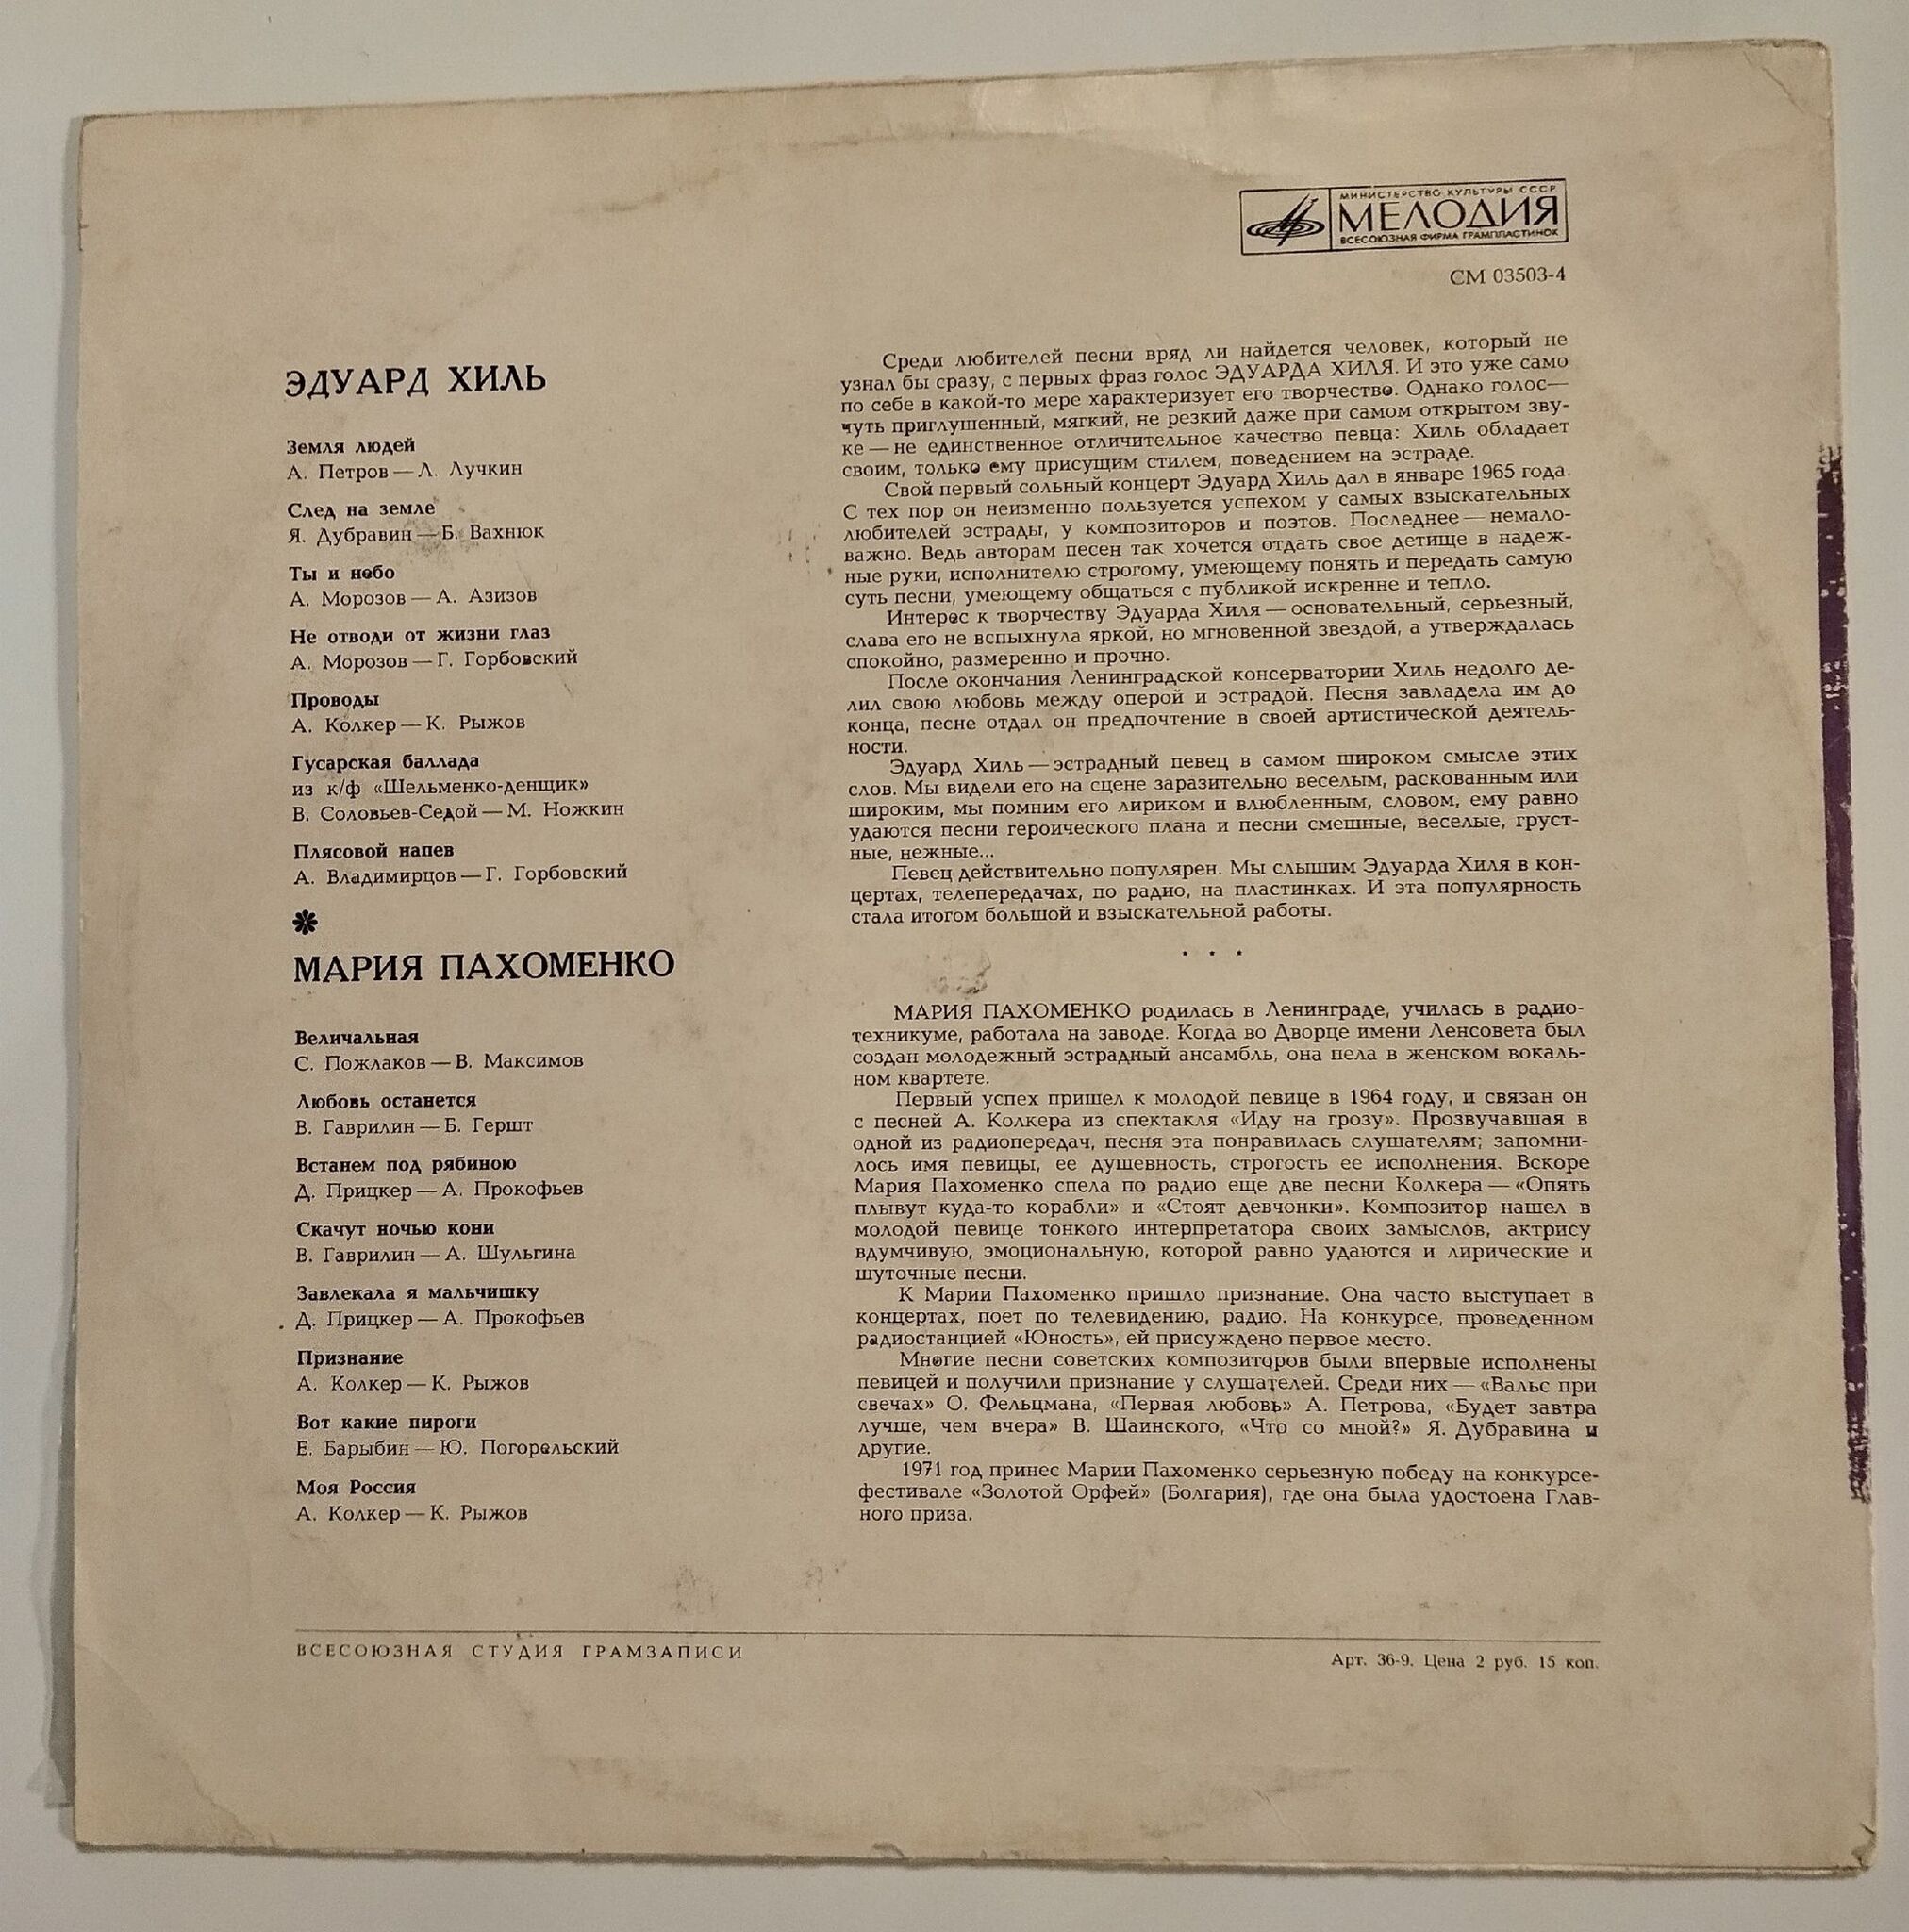 МИНИСТЕРСТВО КУЛЬТУРЫ СССР
МЕЛОДИЯ
ВСЕСОЮЗНАЯ ФИРМА ГРАМПЛАСТИНОК
СМ 03503-4
ЭДУАРД ХИЛЬ
Земля людей
А. Петров — Л. Лучкин
След на земле
Я. Дубравин — Б. Вахнюк
Ты и небо
А. Морозов — А. Азизов
Не отводи от жизни глаз
А. Морозов — Г. Горбовский
Проводы
А. Колкер — К. Рыжов
Гусарская баллада
из к/ф «Шельменко-денщик»
В. Соловьев-Седой — М. Ножкин
Плясовой напев
А. Владимирцов — Г. Горбовский
МАРИЯ ПАХОМЕНКО
Величальная
С. Пожлаков — В. Максимов
Любовь останется
В. Гаврилин — Б. Гершт
Встанем под рябиною
Д. Прицкер — А. Прокофьев
Скачут ночью кони
В. Гаврилин — А. Шульгина
Завлекала я мальчишку
Д. Прицкер — А. Прокофьев
Признание
А. Колкер — К. Рыжов
Вот какие пироги
Е. Барыбин — Ю. Погорельский
Моя Россия
А. Колкер — К. Рыжов
Среди любителей песни вряд ли найдется человек, который не
узнал бы сразу, с первых фраз голос ЭДУАРДА ХИЛЯ. И это уже само
по себе в какой-то мере характеризует его творчество. Однако голос—
чуть приглушенный, мягкий, не резкий даже при самом открытом зву-
ке — не единственное отличительное качество певца: Хиль обладает
своим, только ему присущим стилем, поведением на эстраде.
Свой первый сольный концерт Эдуард Хиль дал в январе 1965 года.
С тех пор он неизменно пользуется успехом у самых взыскательных
любителей эстрады, у композиторов и поэтов. Последнее — немало-
важно. Ведь авторам песен так хочется отдать свое детище в надеж-
ные руки, исполнителю строгому, умеющему понять и передать самую
суть песни, умеющему общаться с публикой искренне и тепло.
Интерес к творчеству Эдуарда Хиля — основательный, серьезный,
слава его не вспыхнула яркой, но мгновенной звездой, а утверждалась
спокойно, размеренно и прочно.
После окончания Ленинградской консерватории Хиль недолго де-
лил свою любовь между оперой и эстрадой. Песня завладела им до
конца, песне отдал он предпочтение в своей артистической деятель-
ности.
Эдуард Хиль — эстрадный певец в самом широком смысле этих
слов. Мы видели его на сцене заразительно веселым, раскованным или
широким, мы помним его лириком и влюбленным, словом, ему равно
удаются песни героического плана и песни смешные, веселые, груст-
ные, нежные...
Певец действительно популярен. Мы слышим Эдуарда Хиля в кон-
цертах, телепередачах, по радио, на пластинках. И эта популярность
стала итогом большой и взыскательной работы.
. . .
МАРИЯ ПАХОМЕНКО родилась в Ленинграде, училась в радио-
техникуме, работала на заводе. Когда во Дворце имени Ленсовета был
создан молодежный эстрадный ансамбль, она пела в женском вокаль-
ном квартете.
Первый успех пришел к молодой певице в 1964 году, и связан он
с песней А. Колкера из спектакля «Иду на грозу». Прозвучавшая в
одной из радиопередач, песня эта понравилась слушателям; запомни-
лось имя певицы, ее душевность, строгость ее исполнения. Вскоре
Мария Пахоменко спела по радио еще две песни Колкера — «Опять
плывут куда-то корабли» и «Стоят девчонки». Композитор нашел в
молодой певице тонкого интерпретатора своих замыслов, актрису
вдумчивую, эмоциональную, которой равно удаются и лирические и
шуточные песни.
К Марии Пахоменко пришло признание. Она часто выступает в
концертах, поет по телевидению, радио. На конкурсе, проведенном
радиостанцией «Юность», ей присуждено первое место.
Многие песни советских композиторов были впервые исполнены
певицей и получили признание у слушателей. Среди них — «Вальс при
свечах» О. Фельцмана, «Первая любовь» А. Петрова, «Будет завтра
лучше, чем вчера» В. Шаинского, «Что со мной?» Я. Дубравина и
другие.
1971 год принес Марии Пахоменко серьезную победу на конкурсе-
фестивале «Золотой Орфей» (Болгария), где она была удостоена Глав-
ного приза.
ВСЕСОЮЗНАЯ СТУДИЯ ГРАМЗАПИСИ
Арт. 36-9. Цена 2 руб. 15 коп.